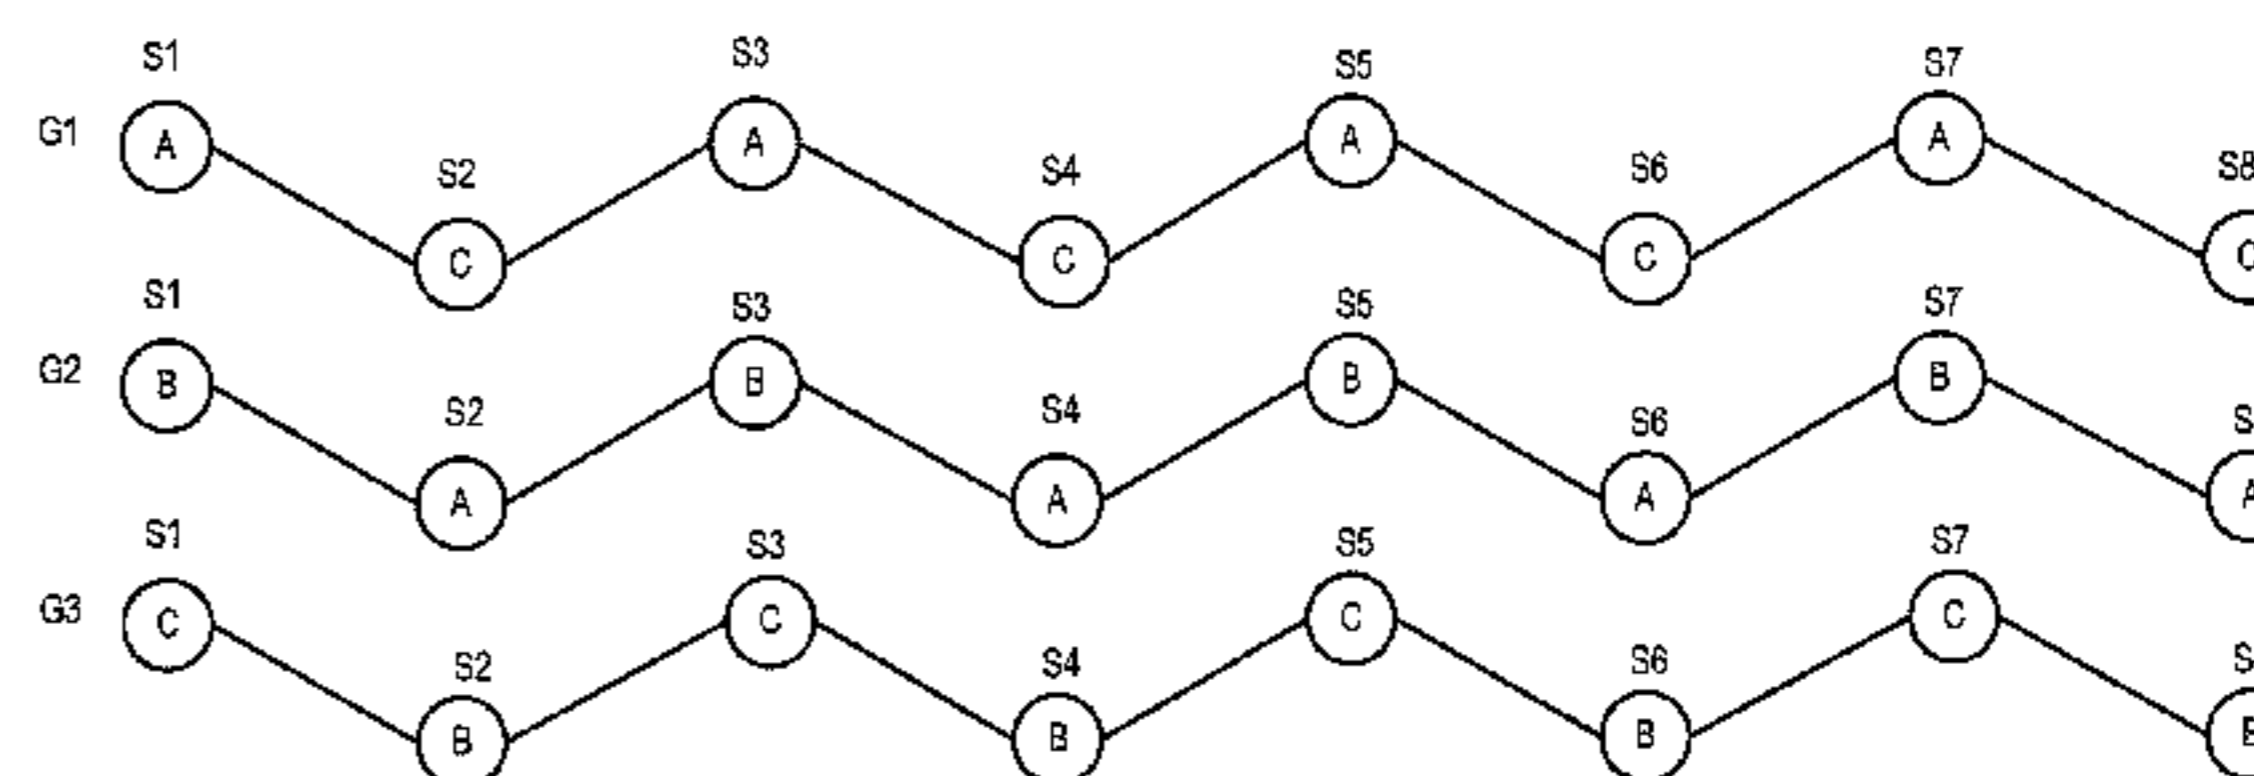 S1 S3 S5 S7
G1 A A A A
S2 S4 S6 S8
C C C
S1 S3 S5 S7
G2 B B B B
S2 S4 S6
A A A
S1 S3 S5 S7
G3 C C C C
S2 S4 S6
B B B